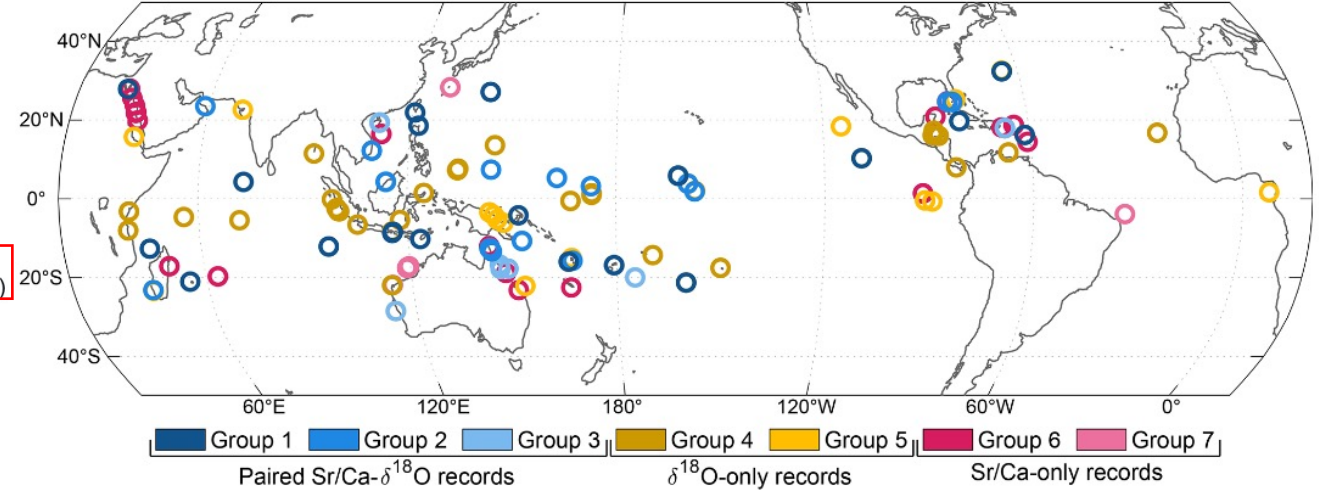 40°N
20°N
0°
20°S
)
40°S
60°E 120°E 180° 120°W 60°W 0°
Group 1 Group 2 Group 3 Group 4 Group 5 Group 6 Group 7
Paired Sr/Ca-δ¹⁸O records δ¹⁸O-only records Sr/Ca-only records